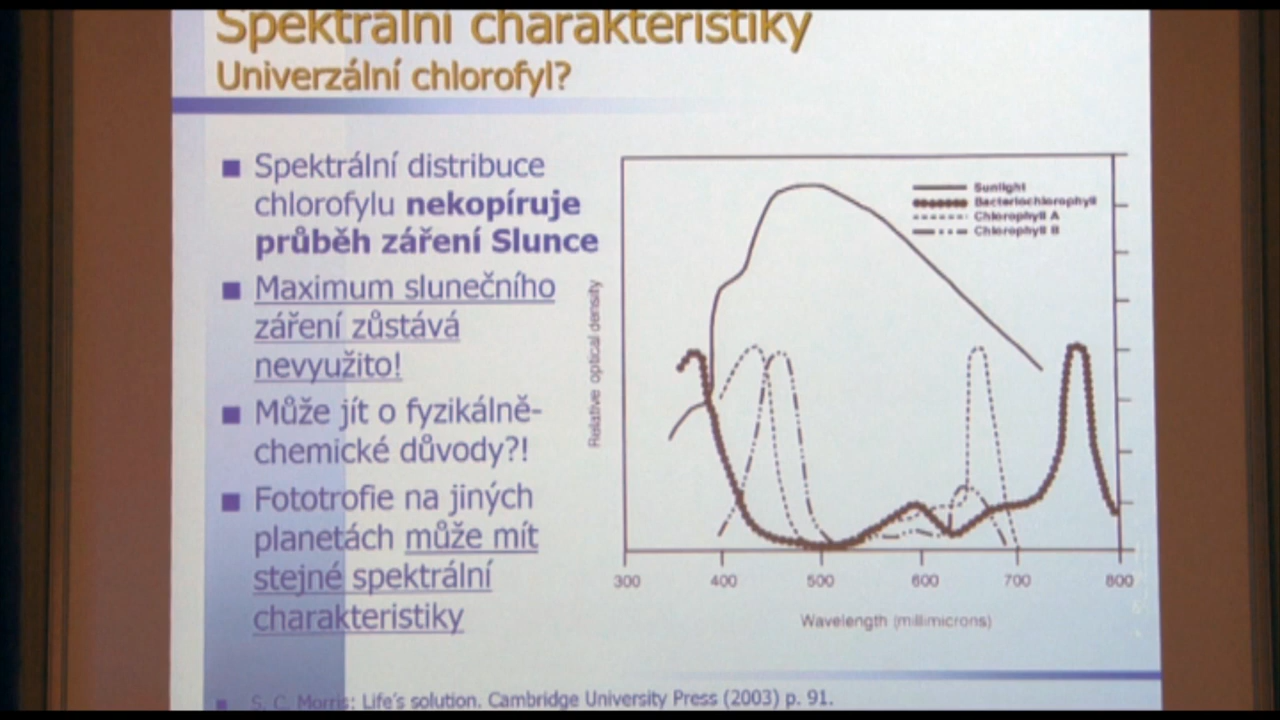 Spektrální charakteristiky
Univerzální chlorofyl?
Spektrální distribuce
chlorofylu nekopíruje
průběh záření Slunce
Maximum slunečního
záření zůstává
nevyužito!
Může jít o fyzikálně-
chemické důvody?!
Fototrofie na jiných
planetách může mít
stejné spektrální
charakteristiky
Relative optical density
Sunlight
Bacteriochlorophyll
Chlorophyll A
Chlorophyll B
300 400 500 600 700 800
Wavelength (millimicrons)
S. C. Morris: Life's solution. Cambridge University Press (2003) p. 91.